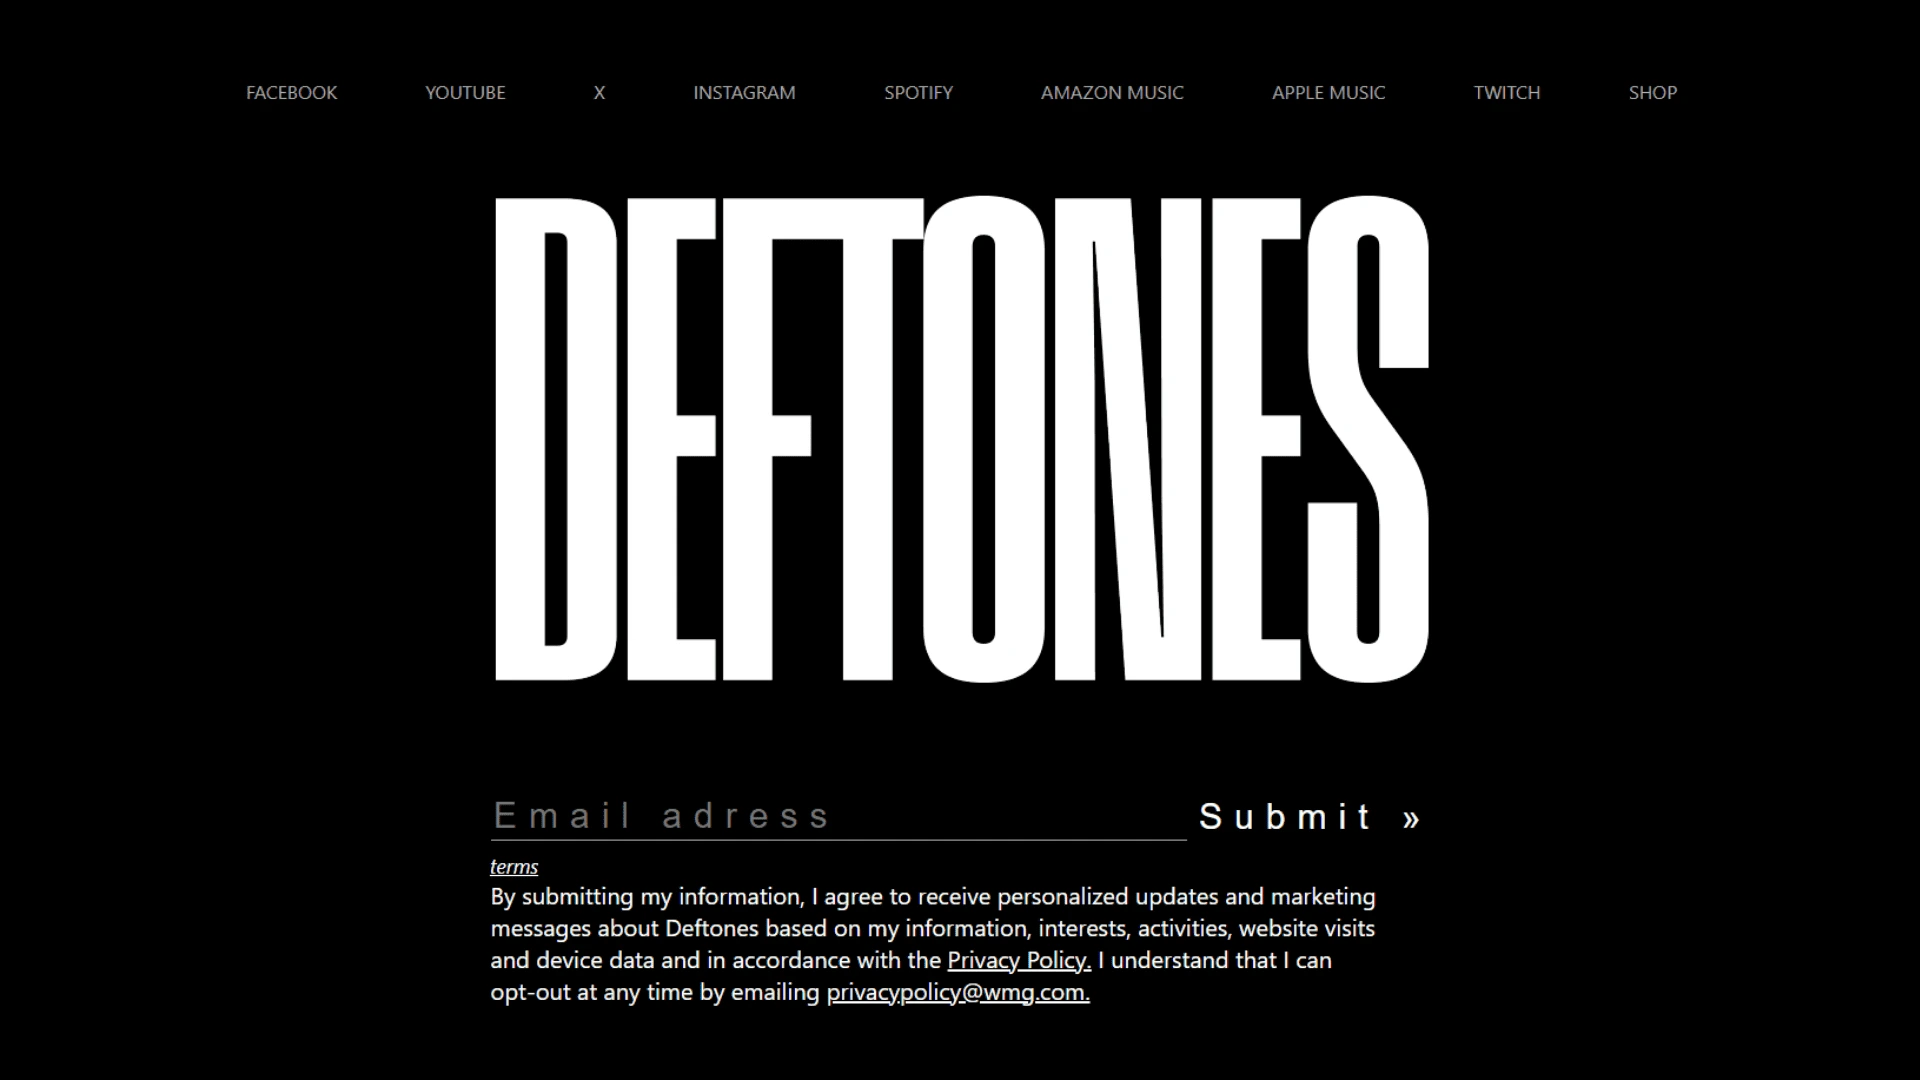 FACEBOOK YOUTUBE X INSTAGRAM SPOTIFY AMAZON MUSIC APPLE MUSIC TWITCH SHOP
DEFTONES
Email adress Submit »
terms
By submitting my information, I agree to receive personalized updates and marketing
messages about Deftones based on my information, interests, activities, website visits
and device data and in accordance with the Privacy Policy. I understand that I can
opt-out at any time by emailing privacypolicy@wmg.com.